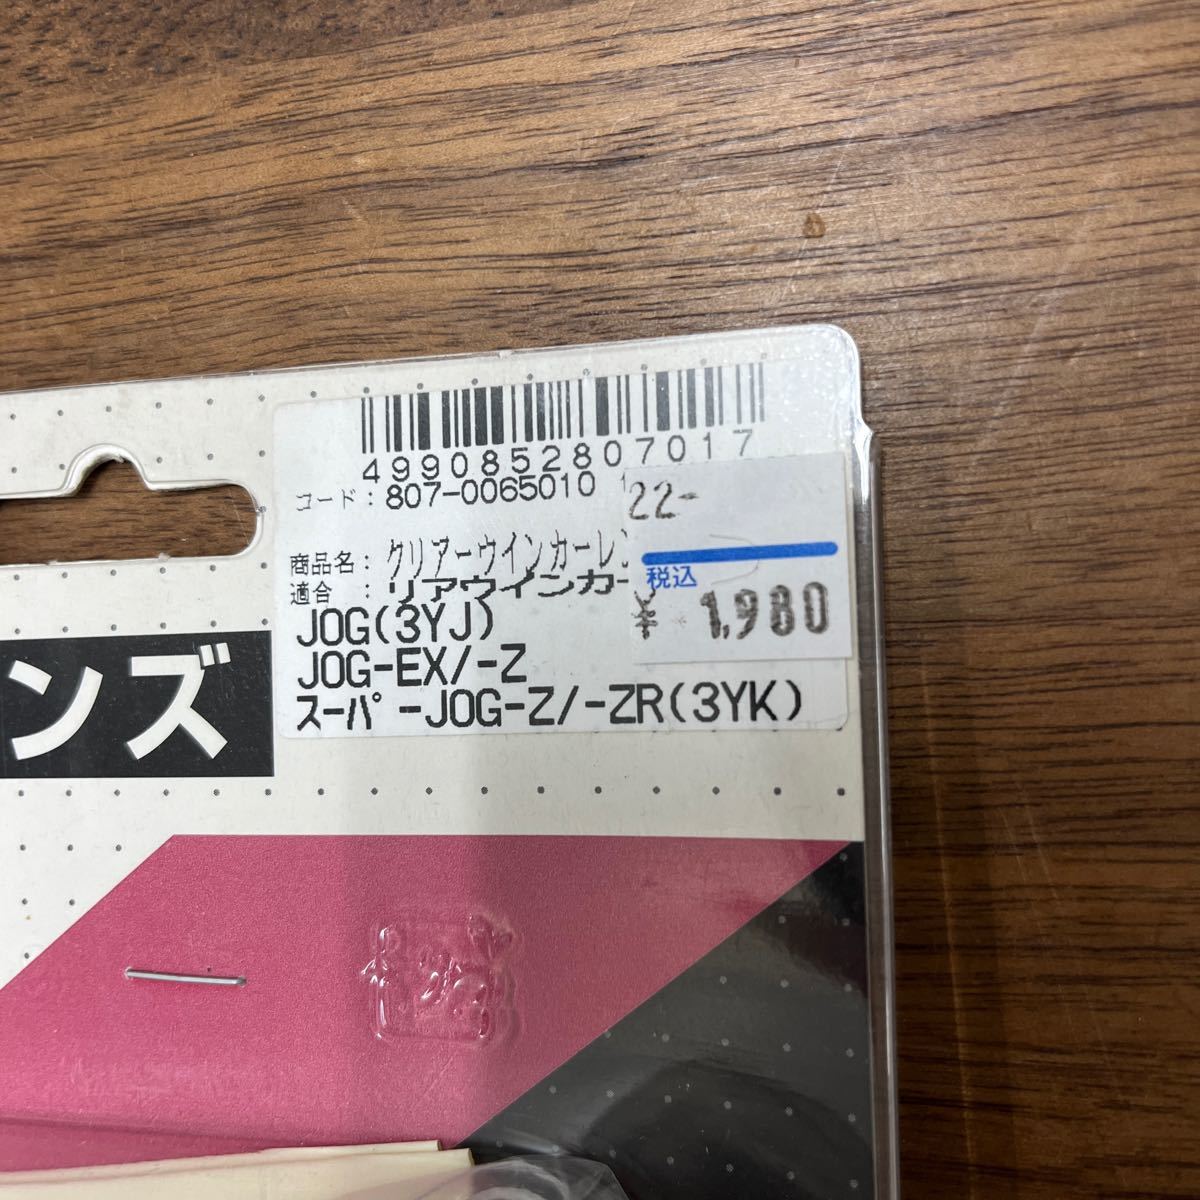 4990852807017
コード：807-0065010
22-
商品名：クリアーウインカーレン
適合　：リアウインカー
税込
¥ 1,980
JOG(3YJ)
JOG-EX/-Z
スーパー-JOG-Z/-ZR(3YK)
ンズ